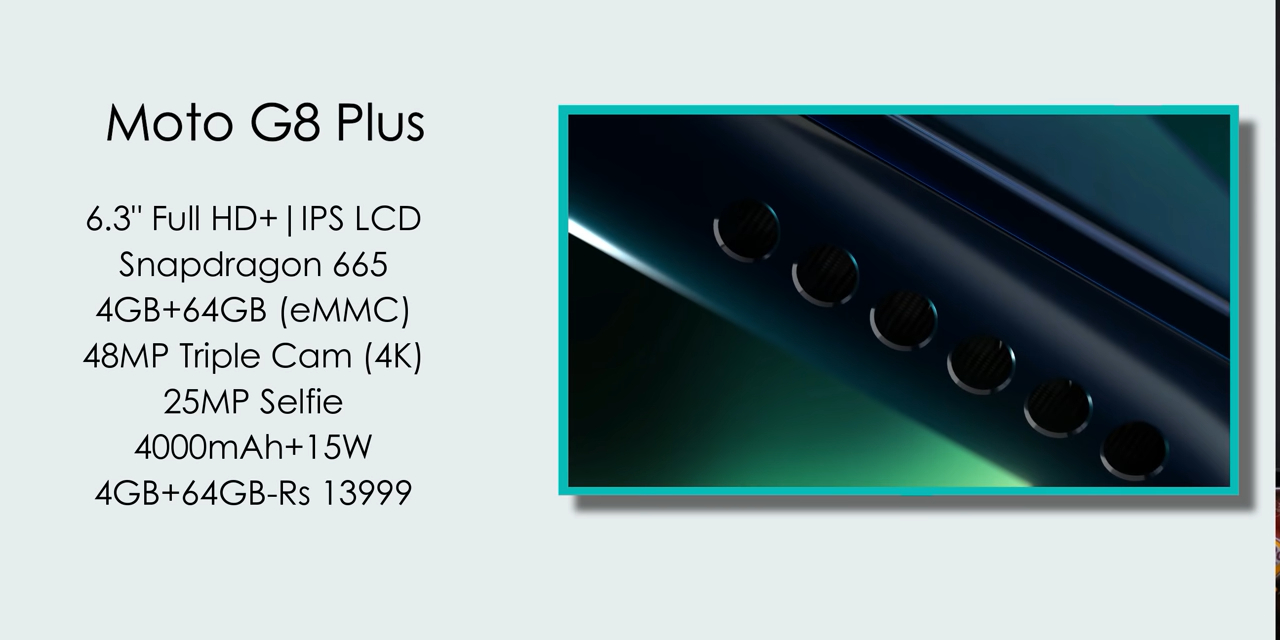 Moto G8 Plus
6.3" Full HD+|IPS LCD
Snapdragon 665
4GB+64GB (eMMC)
48MP Triple Cam (4K)
25MP Selfie
4000mAh+15W
4GB+64GB-Rs 13999